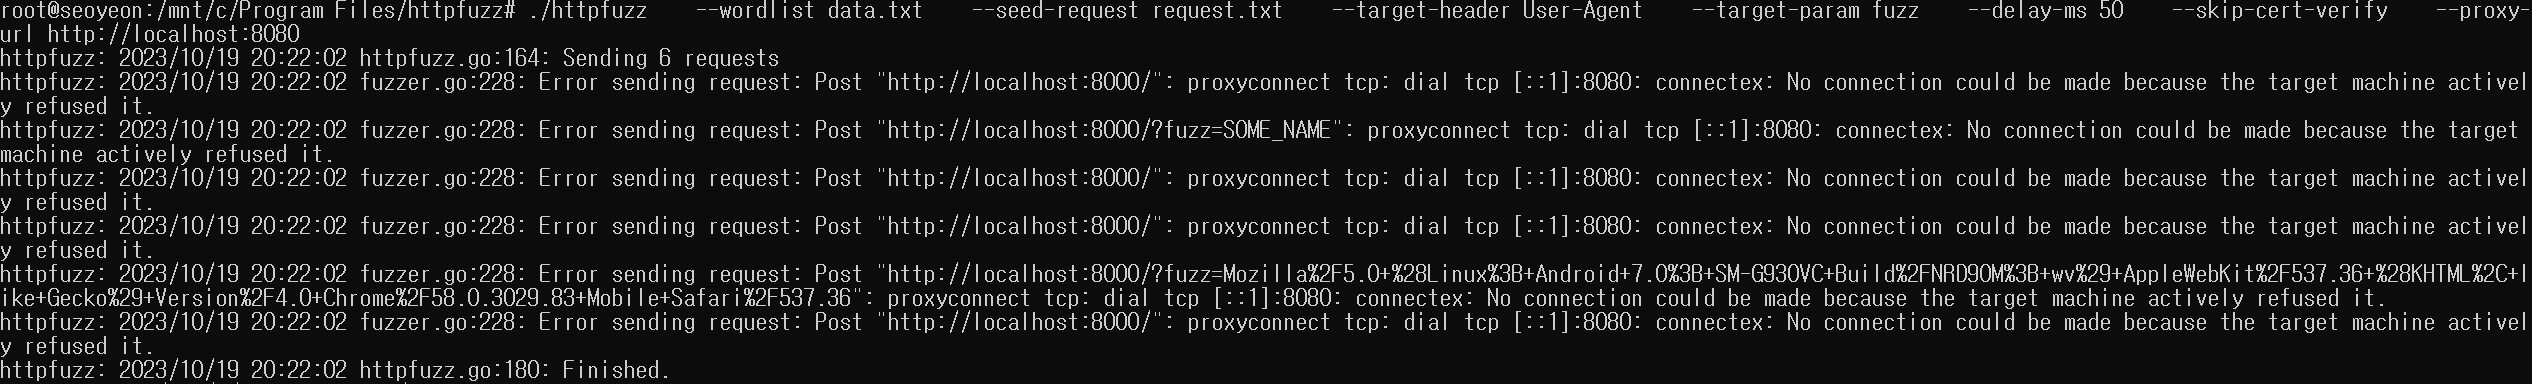 root@seoyeon:/mnt/c/Program Files/httpfuzz# ./httpfuzz    --wordlist data.txt    --seed-request request.txt    --target-header User-Agent    --target-param fuzz    --delay-ms 50    --skip-cert-verify    --proxy-
url http://localhost:8080
httpfuzz: 2023/10/19 20:22:02 httpfuzz.go:164: Sending 6 requests
httpfuzz: 2023/10/19 20:22:02 fuzzer.go:228: Error sending request: Post "http://localhost:8000/": proxyconnect tcp: dial tcp [::1]:8080: connectex: No connection could be made because the target machine activel
y refused it.
httpfuzz: 2023/10/19 20:22:02 fuzzer.go:228: Error sending request: Post "http://localhost:8000/?fuzz=SOME_NAME": proxyconnect tcp: dial tcp [::1]:8080: connectex: No connection could be made because the target
machine actively refused it.
httpfuzz: 2023/10/19 20:22:02 fuzzer.go:228: Error sending request: Post "http://localhost:8000/": proxyconnect tcp: dial tcp [::1]:8080: connectex: No connection could be made because the target machine activel
y refused it.
httpfuzz: 2023/10/19 20:22:02 fuzzer.go:228: Error sending request: Post "http://localhost:8000/": proxyconnect tcp: dial tcp [::1]:8080: connectex: No connection could be made because the target machine activel
y refused it.
httpfuzz: 2023/10/19 20:22:02 fuzzer.go:228: Error sending request: Post "http://localhost:8000/?fuzz=Mozilla%2F5.0+%28Linux%3B+Android+7.0%3B+SM-G930VC+Build%2FNRD90M%3B+wv%29+AppleWebKit%2F537.36+%28KHTML%2C+l
ike+Gecko%29+Version%2F4.0+Chrome%2F58.0.3029.83+Mobile+Safari%2F537.36": proxyconnect tcp: dial tcp [::1]:8080: connectex: No connection could be made because the target machine actively refused it.
httpfuzz: 2023/10/19 20:22:02 fuzzer.go:228: Error sending request: Post "http://localhost:8000/": proxyconnect tcp: dial tcp [::1]:8080: connectex: No connection could be made because the target machine activel
y refused it.
httpfuzz: 2023/10/19 20:22:02 httpfuzz.go:180: Finished.